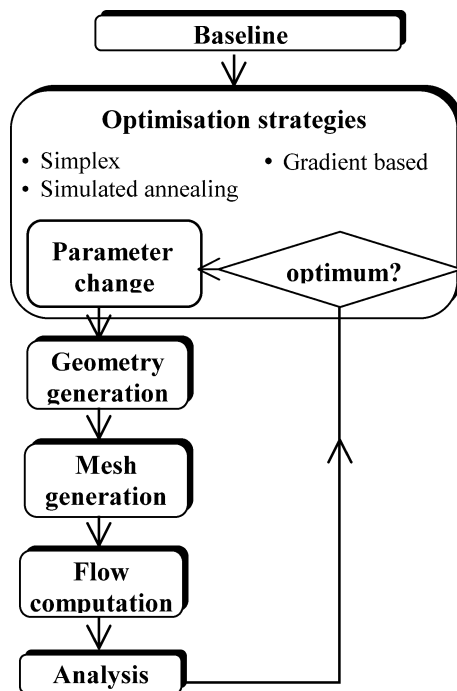 Baseline
Optimisation strategies
• Simplex
• Gradient based
• Simulated annealing
Parameter
change
optimum?
Geometry
generation
Mesh
generation
Flow
computation
Analysis